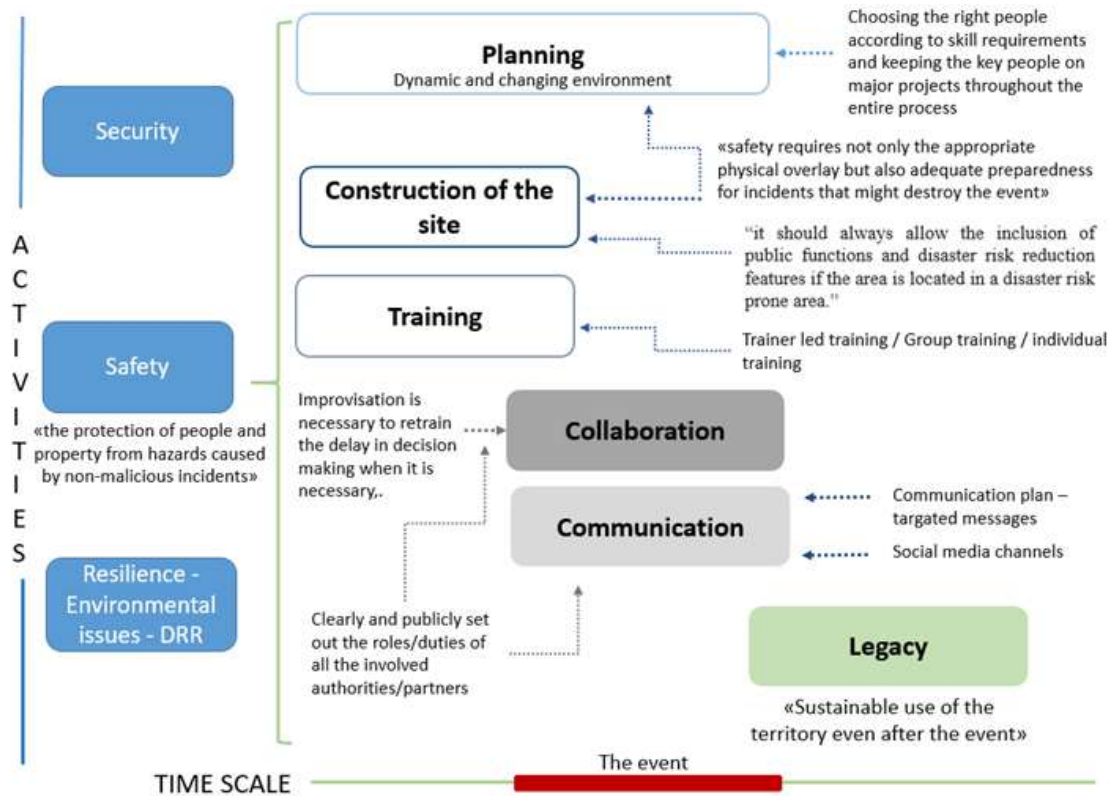 ACTIVITIES
Security
Safety
«the protection of people and
property from hazards caused
by non-malicious incidents»
Resilience -
Environmental
issues - DRR
Planning
Dynamic and changing environment
Choosing the right people
according to skill requirements
and keeping the key people on
major projects throughout the
entire process
«safety requires not only the appropriate
physical overlay but also adequate preparedness
for incidents that might destroy the event»
Construction of the
site
“it should always allow the inclusion of
public functions and disaster risk reduction
features if the area is located in a disaster risk
prone area.”
Training
Trainer led training / Group training / individual
training
Improvisation is
necessary to retrain
the delay in decision
making when it is
necessary,.
Collaboration
Communication
Communication plan –
targeted messages
Social media channels
Clearly and publicly set
out the roles/duties of
all the involved
authorities/partners
Legacy
«Sustainable use of the
territory even after the event»
The event
TIME SCALE